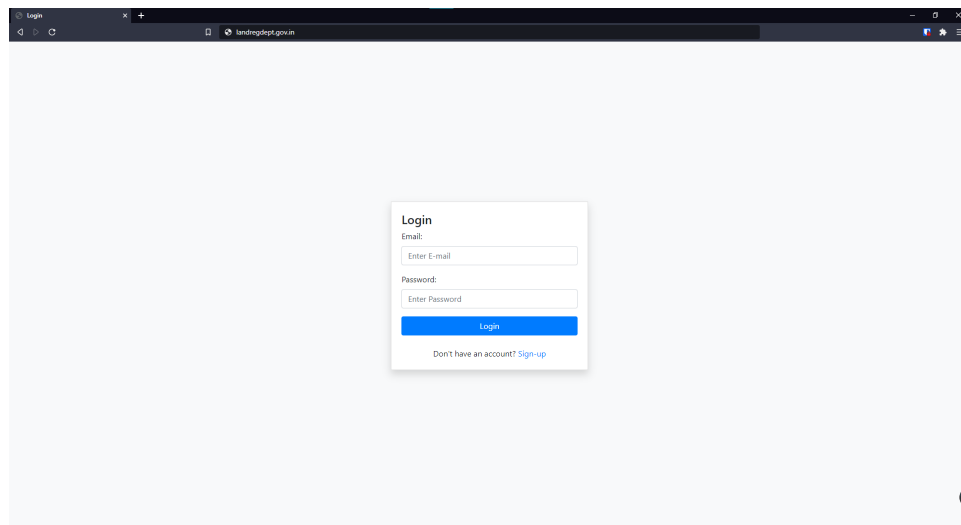 Login
landregdept.gov.in
Login
Email:
Enter E-mail
Password:
Enter Password
Login
Don't have an account? Sign-up